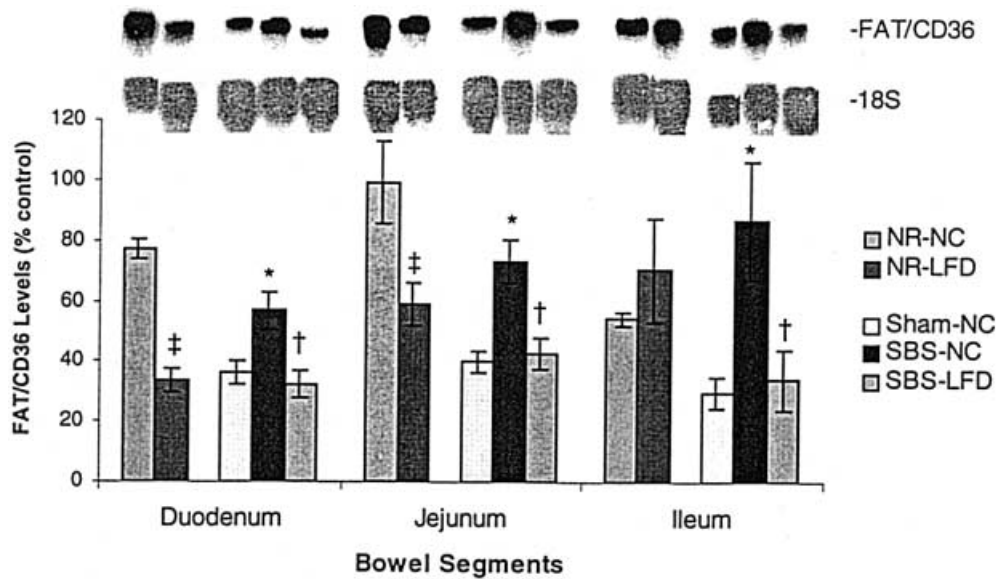 -FAT/CD36
-18S
FAT/CD36 Levels (% control)
120
100
80
60
40
20
0
‡
*
†
‡
*
†
*
†
NR-NC
NR-LFD
Sham-NC
SBS-NC
SBS-LFD
Duodenum
Jejunum
Ileum
Bowel Segments